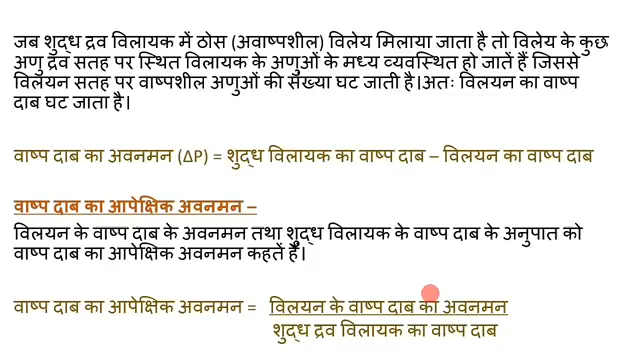 जब शुद्ध द्रव विलायक में ठोस (अवाष्पशील) विलेय मिलाया जाता है तो विलेय के कुछ
अणु द्रव सतह पर स्थित विलायक के अणुओं के मध्य व्यवस्थित हो जातें हैं जिससे
विलयन सतह पर वाष्पशील अणुओं की संख्या घट जाती है।अतः विलयन का वाष्प
दाब घट जाता है।
वाष्प दाब का अवनमन (ΔP) = शुद्ध विलायक का वाष्प दाब – विलयन का वाष्प दाब
वाष्प दाब का आपेक्षिक अवनमन –
विलयन के वाष्प दाब के अवनमन तथा शुद्ध विलायक के वाष्प दाब के अनुपात को
वाष्प दाब का आपेक्षिक अवनमन कहतें हैं।
वाष्प दाब का आपेक्षिक अवनमन = विलयन के वाष्प दाब का अवनमन
शुद्ध द्रव विलायक का वाष्प दाब